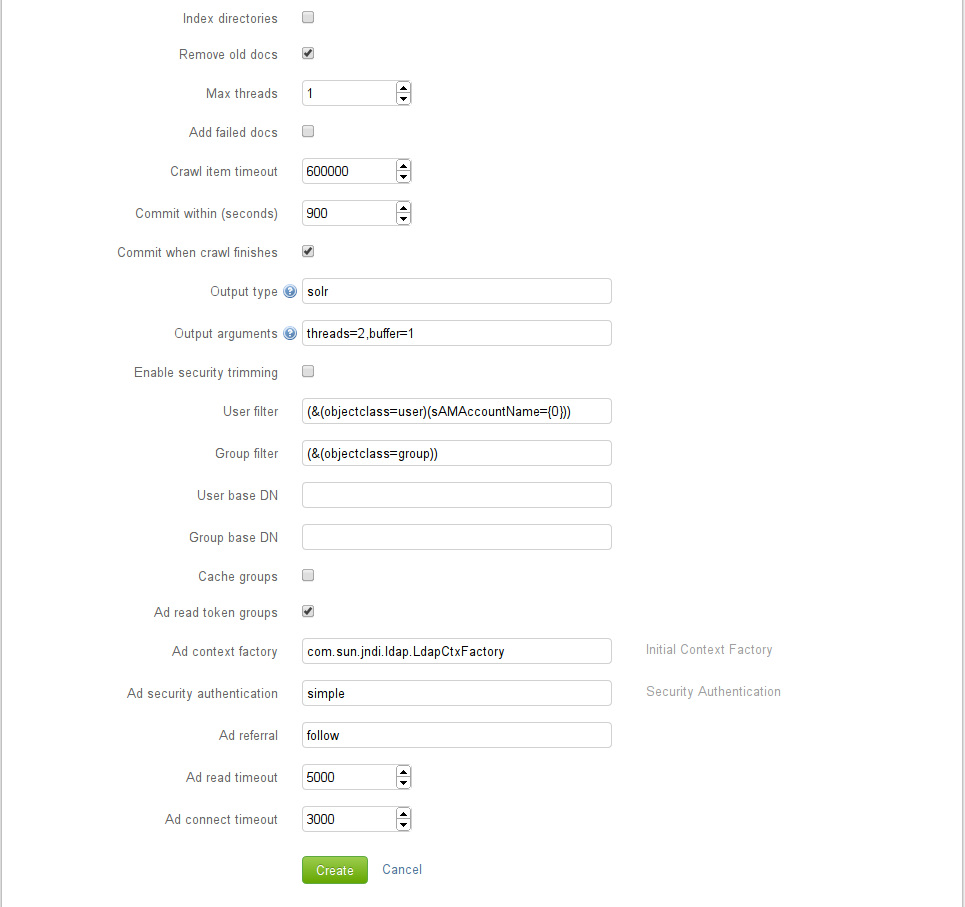 Index directories
Remove old docs
Max threads 1
Add failed docs
Crawl item timeout 600000
Commit within (seconds) 900
Commit when crawl finishes
Output type ? solr
Output arguments ? threads=2,buffer=1
Enable security trimming
User filter (&(objectclass=user)(sAMAccountName={0}))
Group filter (&(objectclass=group))
User base DN
Group base DN
Cache groups
Ad read token groups
Ad context factory com.sun.jndi.ldap.LdapCtxFactory Initial Context Factory
Ad security authentication simple Security Authentication
Ad referral follow
Ad read timeout 5000
Ad connect timeout 3000
Create Cancel